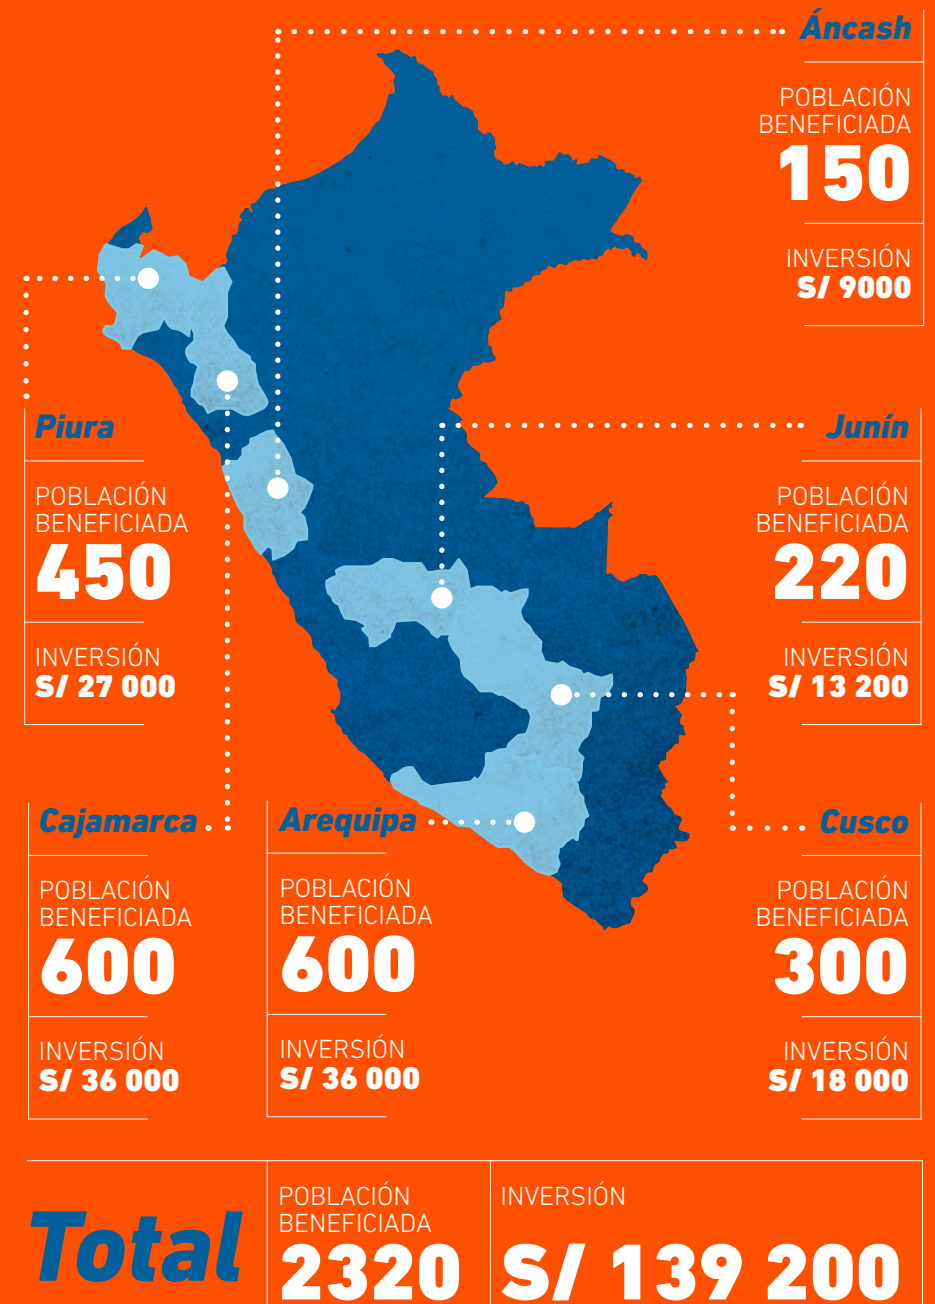 Áncash
POBLACIÓN
BENEFICIADA
150
INVERSIÓN
S/ 9000
Piura
POBLACIÓN
BENEFICIADA
450
INVERSIÓN
S/ 27 000
Junín
POBLACIÓN
BENEFICIADA
220
INVERSIÓN
S/ 13 200
Cajamarca
POBLACIÓN
BENEFICIADA
600
INVERSIÓN
S/ 36 000
Arequipa
POBLACIÓN
BENEFICIADA
600
INVERSIÓN
S/ 36 000
Cusco
POBLACIÓN
BENEFICIADA
300
INVERSIÓN
S/ 18 000
Total
POBLACIÓN
BENEFICIADA
2320
INVERSIÓN
S/ 139 200